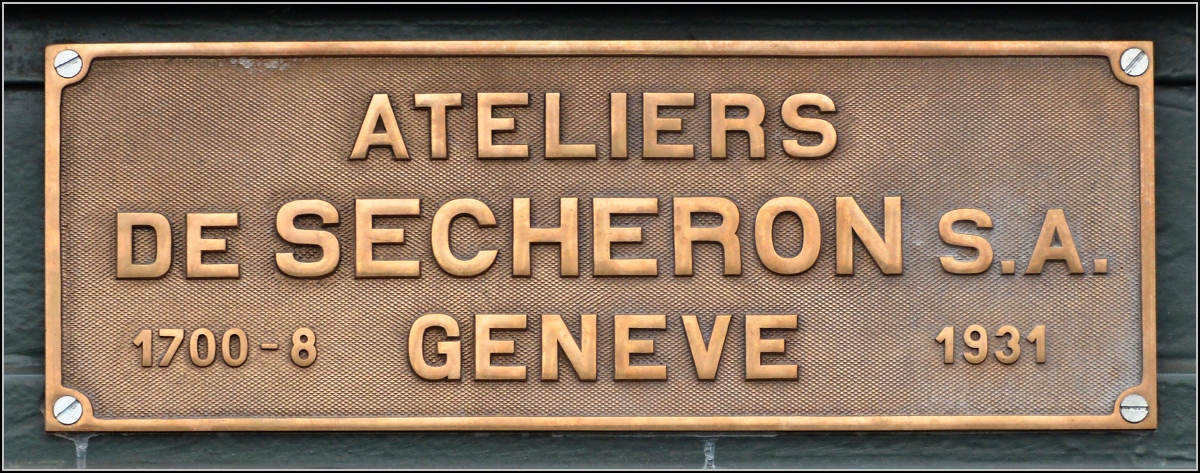 ATELIERS
DE SECHERON S.A.
1700-8 GENEVE 1931